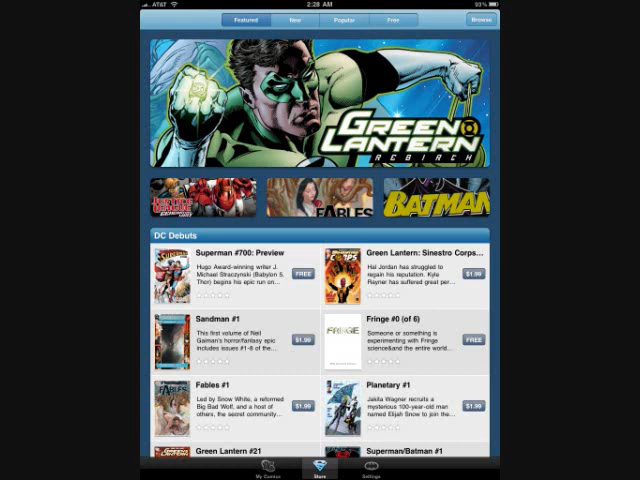 AT&T 2:28 AM 93%
Featured New Popular Free Browse
GREEN
LANTERN
REBIRTH
JUSTICE
LEAGUE
FABLES
BATMAN
DC Debuts
Superman #700: Preview
Hugo Award-winning writer J.
Michael Straczynski (Babylon 5,
Thor) begins his epic run on...
FREE
Green Lantern: Sinestro Corps...
Hal Jordan has struggled to
regain his reputation. Kyle
Rayner has suffered great per...
$1.99
Sandman #1
This first volume of Neil
Gaiman's horror/fantasy epic
includes issues #1-8 of the...
$1.99
FRINGE
Fringe #0 (of 6)
Someone or something is
experimenting with Fringe
science&and the entire world...
FREE
FABLES
Fables #1
Led by Snow White, a reformed
Big Bad Wolf, and a host of
others, the secret community...
$1.99
Planetary #1
Jakita Wagner recruits a
mysterious 100-year-old man
named Elijah Snow to join the...
$1.99
Green Lantern #21
Superman/Batman #1
My Comics Store Settings